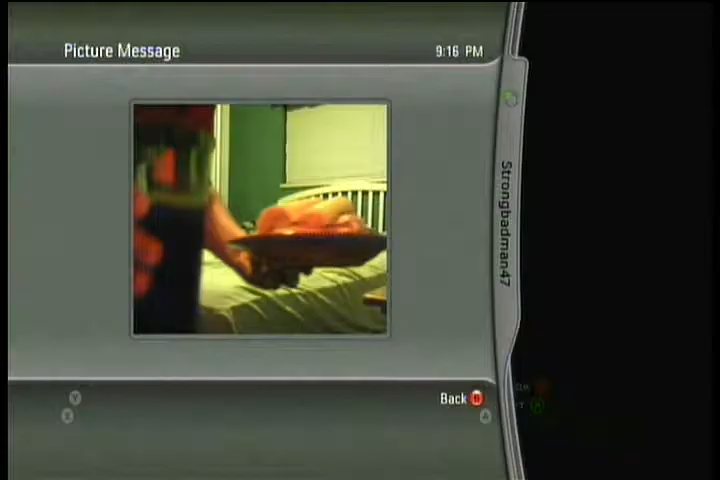 Picture Message
9:16 PM
Strongbadman47
Y
X
Back B
A